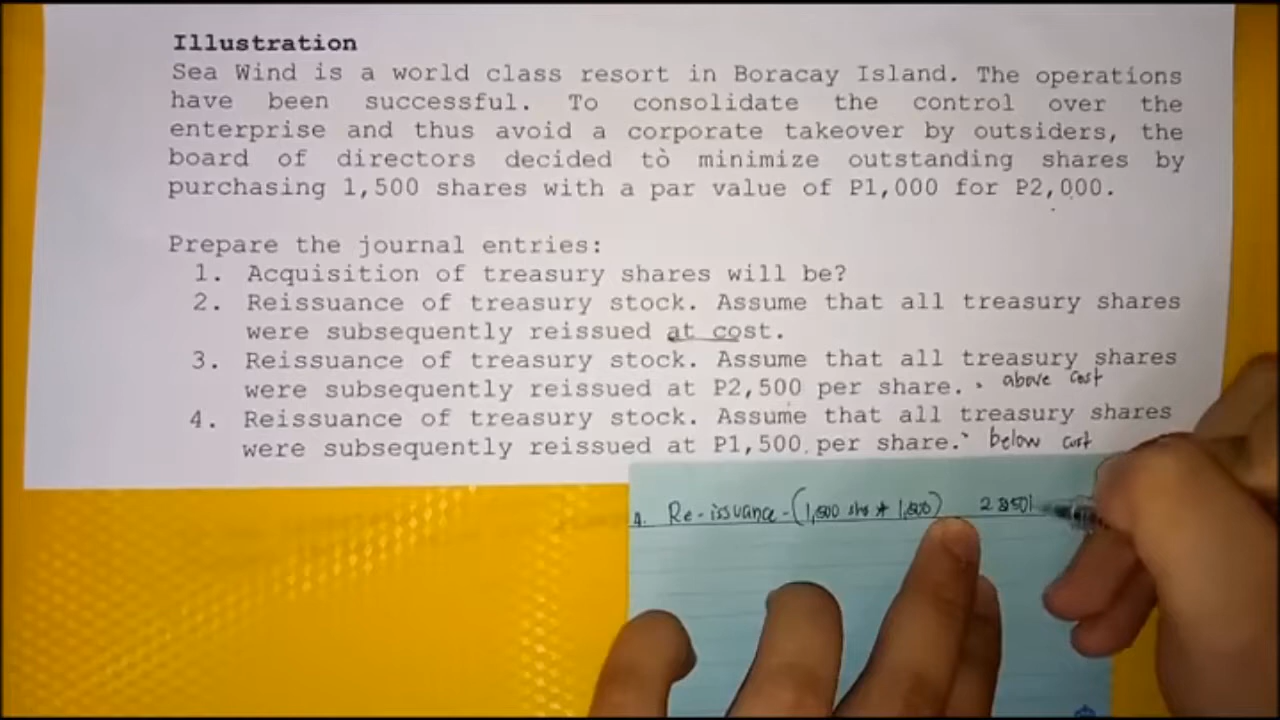 Illustration
Sea Wind is a world class resort in Boracay Island. The operations
have been successful. To consolidate the control over the
enterprise and thus avoid a corporate takeover by outsiders, the
board of directors decided to minimize outstanding shares by
purchasing 1,500 shares with a par value of P1,000 for P2,000.
Prepare the journal entries:
1. Acquisition of treasury shares will be?
2. Reissuance of treasury stock. Assume that all treasury shares
were subsequently reissued at cost.
3. Reissuance of treasury stock. Assume that all treasury shares
were subsequently reissued at P2,500 per share. above cost
4. Reissuance of treasury stock. Assume that all treasury shares
were subsequently reissued at P1,500 per share. below cost
4. Re-issuance - (1,500 shs * 1,500)